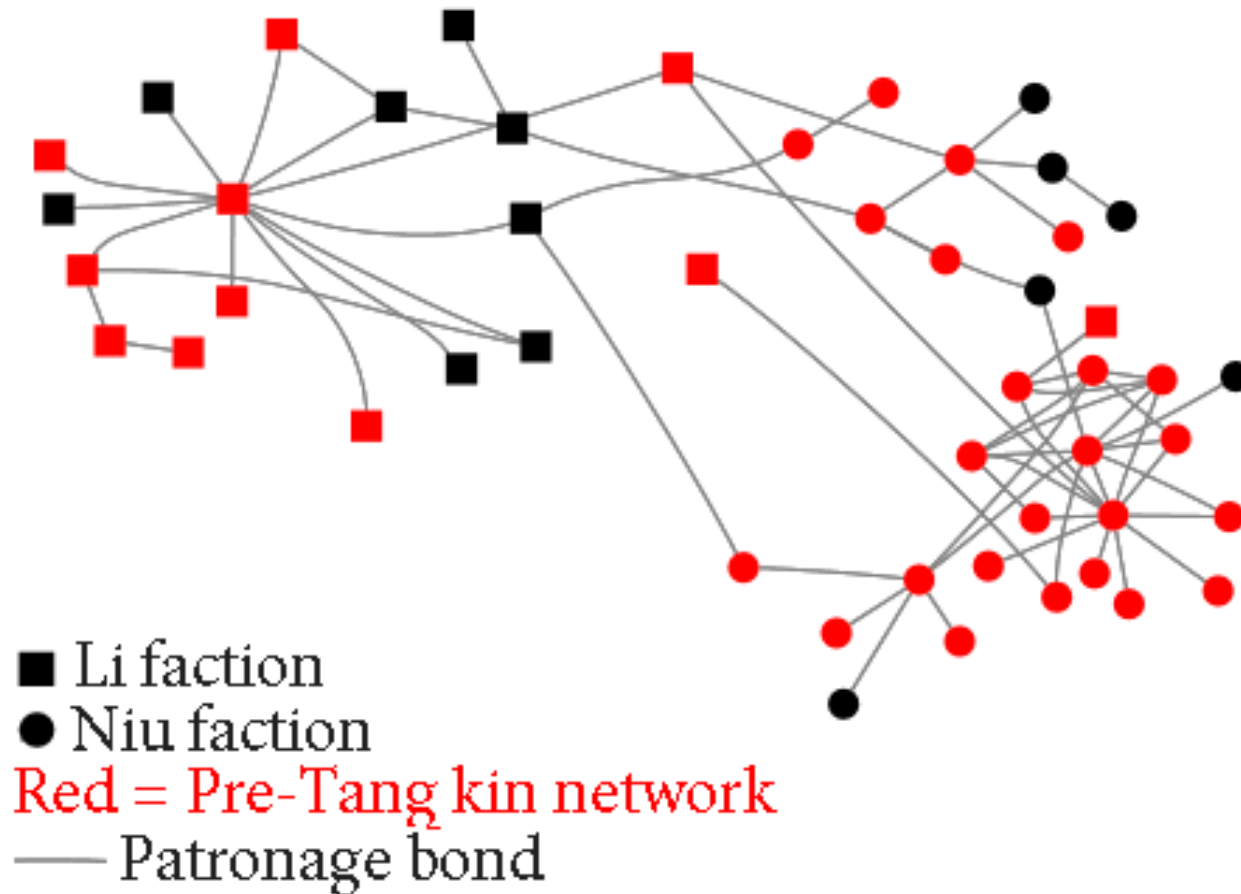 Li faction
Niu faction
Red = Pre-Tang kin network
Patronage bond